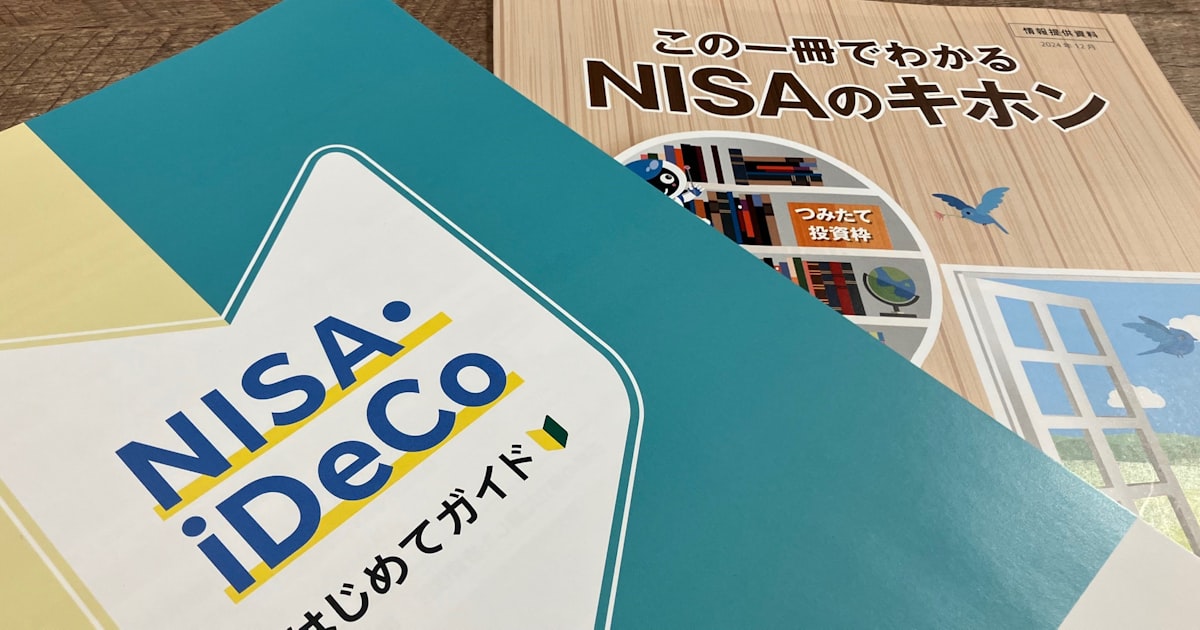 情報提供資料
2024年12月
この一冊でわかる
NISAのキホン
つみたて
投資枠
NISA・
iDeCo
はじめてガイド